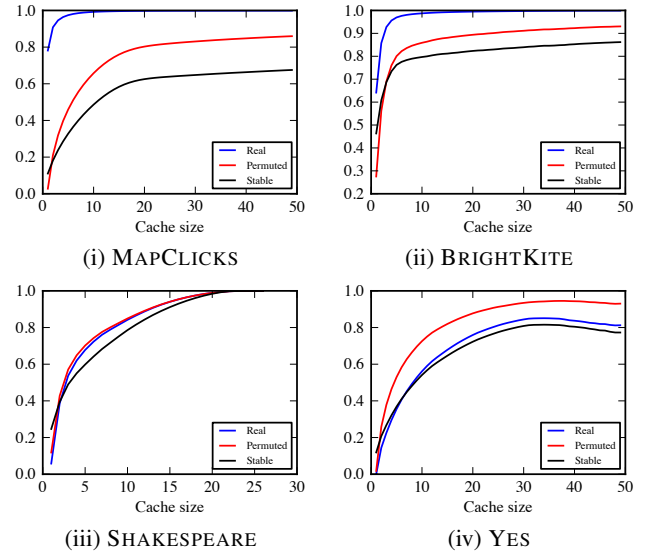 1.0
0.8
0.6
0.4
0.2
0.0
0 10 20 30 40 50
Cache size
Real
Permuted
Stable
(i) MAPCLICKS
1.0
0.9
0.8
0.7
0.6
0.5
0.4
0.3
0.2
0 10 20 30 40 50
Cache size
Real
Permuted
Stable
(ii) BRIGHTKITE
1.0
0.8
0.6
0.4
0.2
0.0
0 5 10 15 20 25 30
Cache size
Real
Permuted
Stable
(iii) SHAKESPEARE
1.0
0.8
0.6
0.4
0.2
0.0
0 10 20 30 40 50
Cache size
Real
Permuted
Stable
(iv) YES